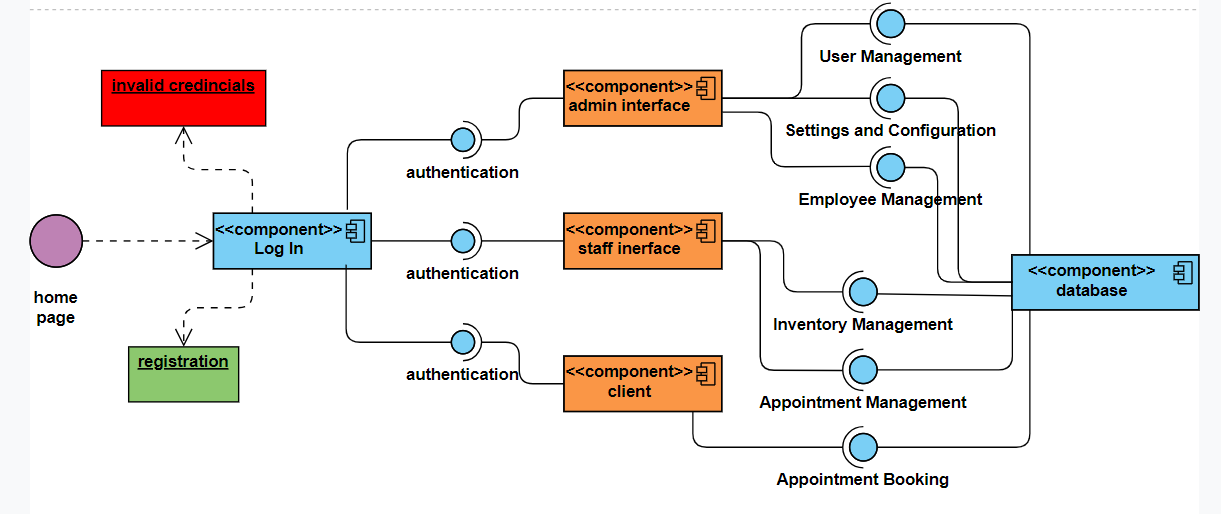 User Management
invalid credincials
<<component>>
admin interface
Settings and Configuration
authentication
Employee Management
<<component>>
Log In
<<component>>
staff inerface
<<component>>
database
authentication
home
page
Inventory Management
registration
authentication
<<component>>
client
Appointment Management
Appointment Booking